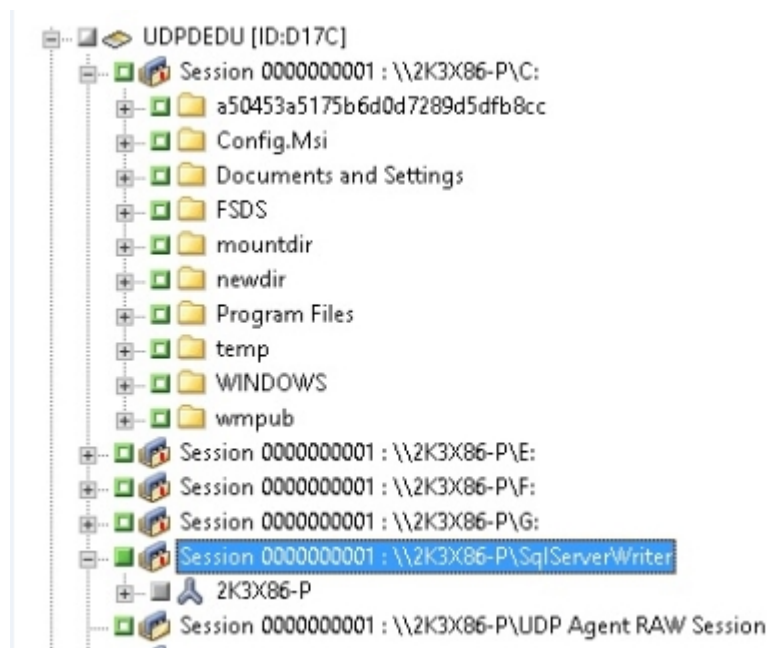 UDPDEDU [ID:D17C]
Session 0000000001 : \\2K3X86-P\C:
a50453a5175b6d0d7289d5dfb8cc
Config.Msi
Documents and Settings
FSDS
mountdir
newdir
Program Files
temp
WINDOWS
wmpub
Session 0000000001 : \\2K3X86-P\E:
Session 0000000001 : \\2K3X86-P\F:
Session 0000000001 : \\2K3X86-P\G:
Session 0000000001 : \\2K3X86-P\SqlServerWriter
2K3X86-P
Session 0000000001 : \\2K3X86-P\UDP Agent RAW Session